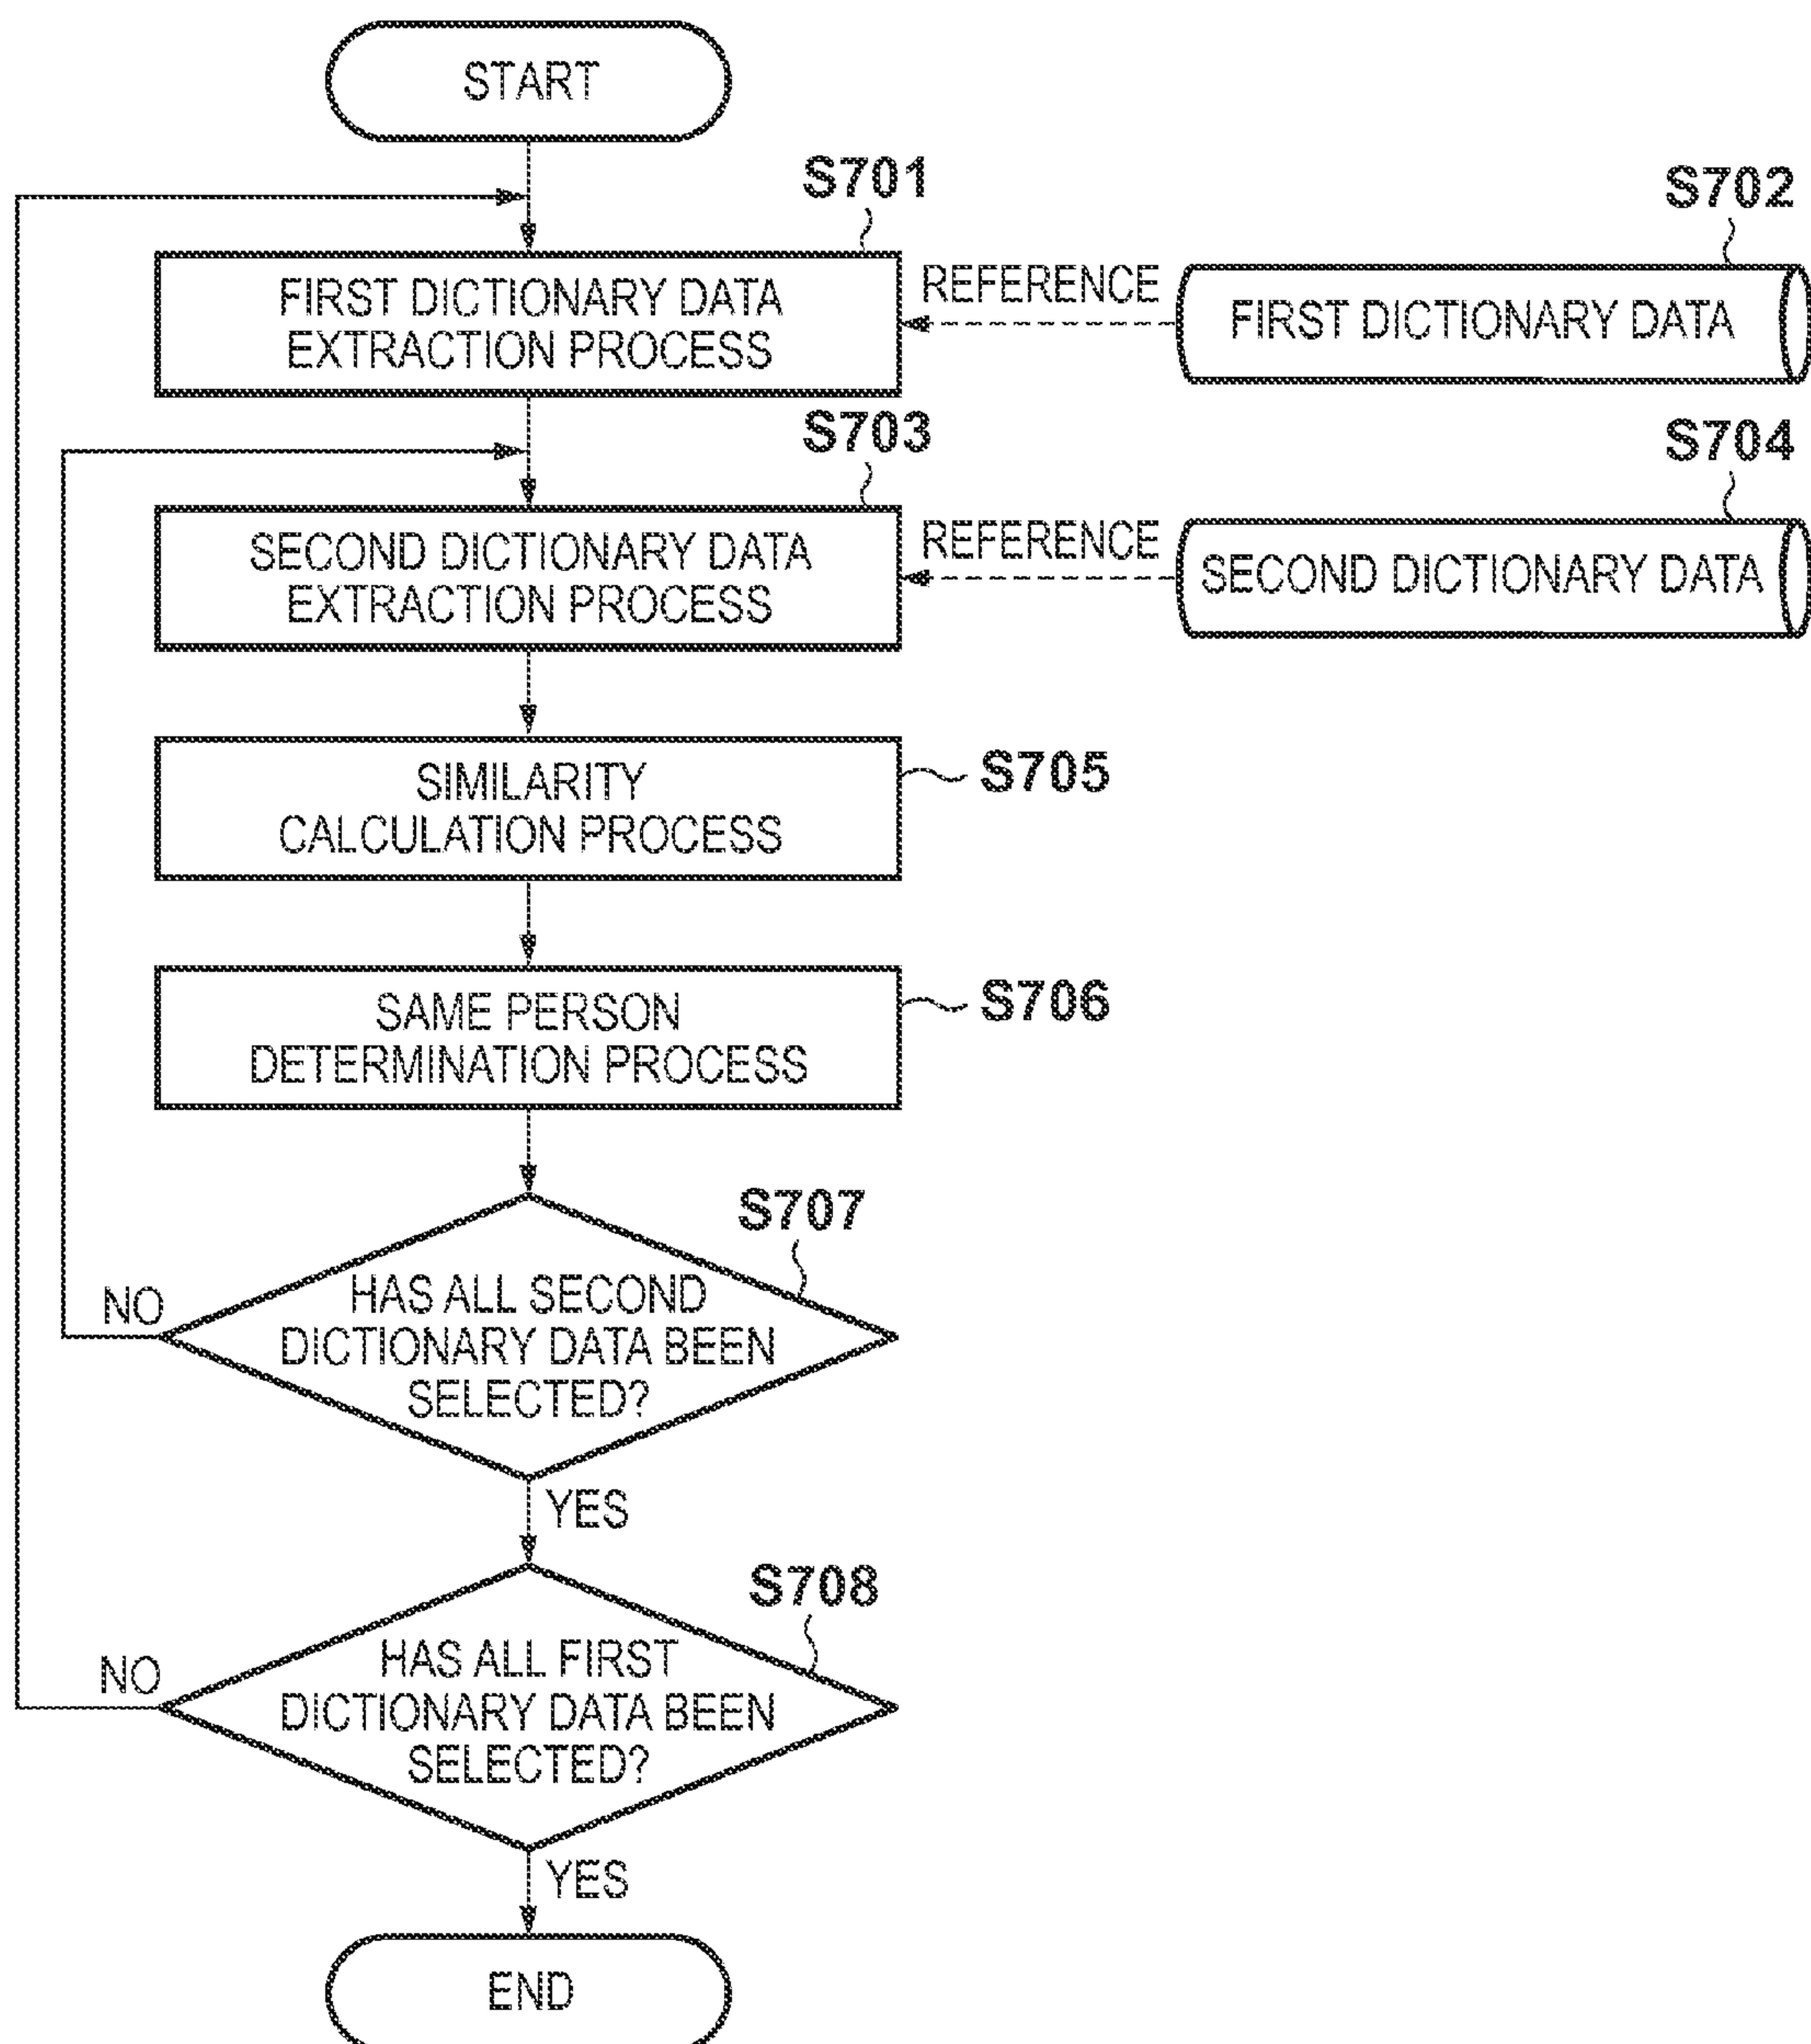 START
S701
S702
FIRST DICTIONARY DATA
EXTRACTION PROCESS
REFERENCE
FIRST DICTIONARY DATA
S703
S704
SECOND DICTIONARY DATA
EXTRACTION PROCESS
REFERENCE
SECOND DICTIONARY DATA
SIMILARITY
CALCULATION PROCESS
S705
SAME PERSON
DETERMINATION PROCESS
S706
S707
HAS ALL SECOND
DICTIONARY DATA BEEN
SELECTED?
NO
YES
S708
HAS ALL FIRST
DICTIONARY DATA BEEN
SELECTED?
NO
YES
END